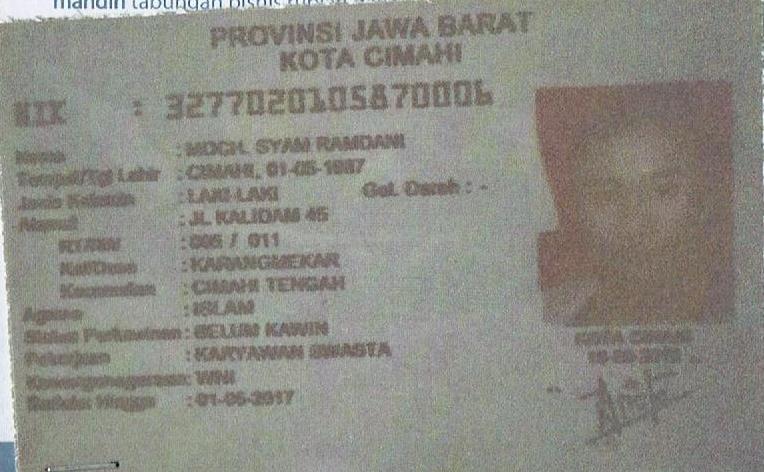 mandiri tabungan bisnis
PROVINSI JAWA BARAT
KOTA CIMAHI
NIK : 3277020105870006
Nama : MOCH. SYAM RAMDANI
Tempat/Tgl Lahir : CIMAHI, 01-05-1987
Jenis Kelamin : LAKI-LAKI Gol. Darah : -
Alamat : JL. KALIDAM 45
RT/RW : 005 / 011
Kel/Desa : KARANGMEKAR
Kecamatan : CIMAHI TENGAH
Agama : ISLAM
Status Perkawinan : BELUM KAWIN
Pekerjaan : KARYAWAN SWASTA
Kewarganegaraan: WNI
Berlaku Hingga : 01-05-2017
KOTA CIMAHI